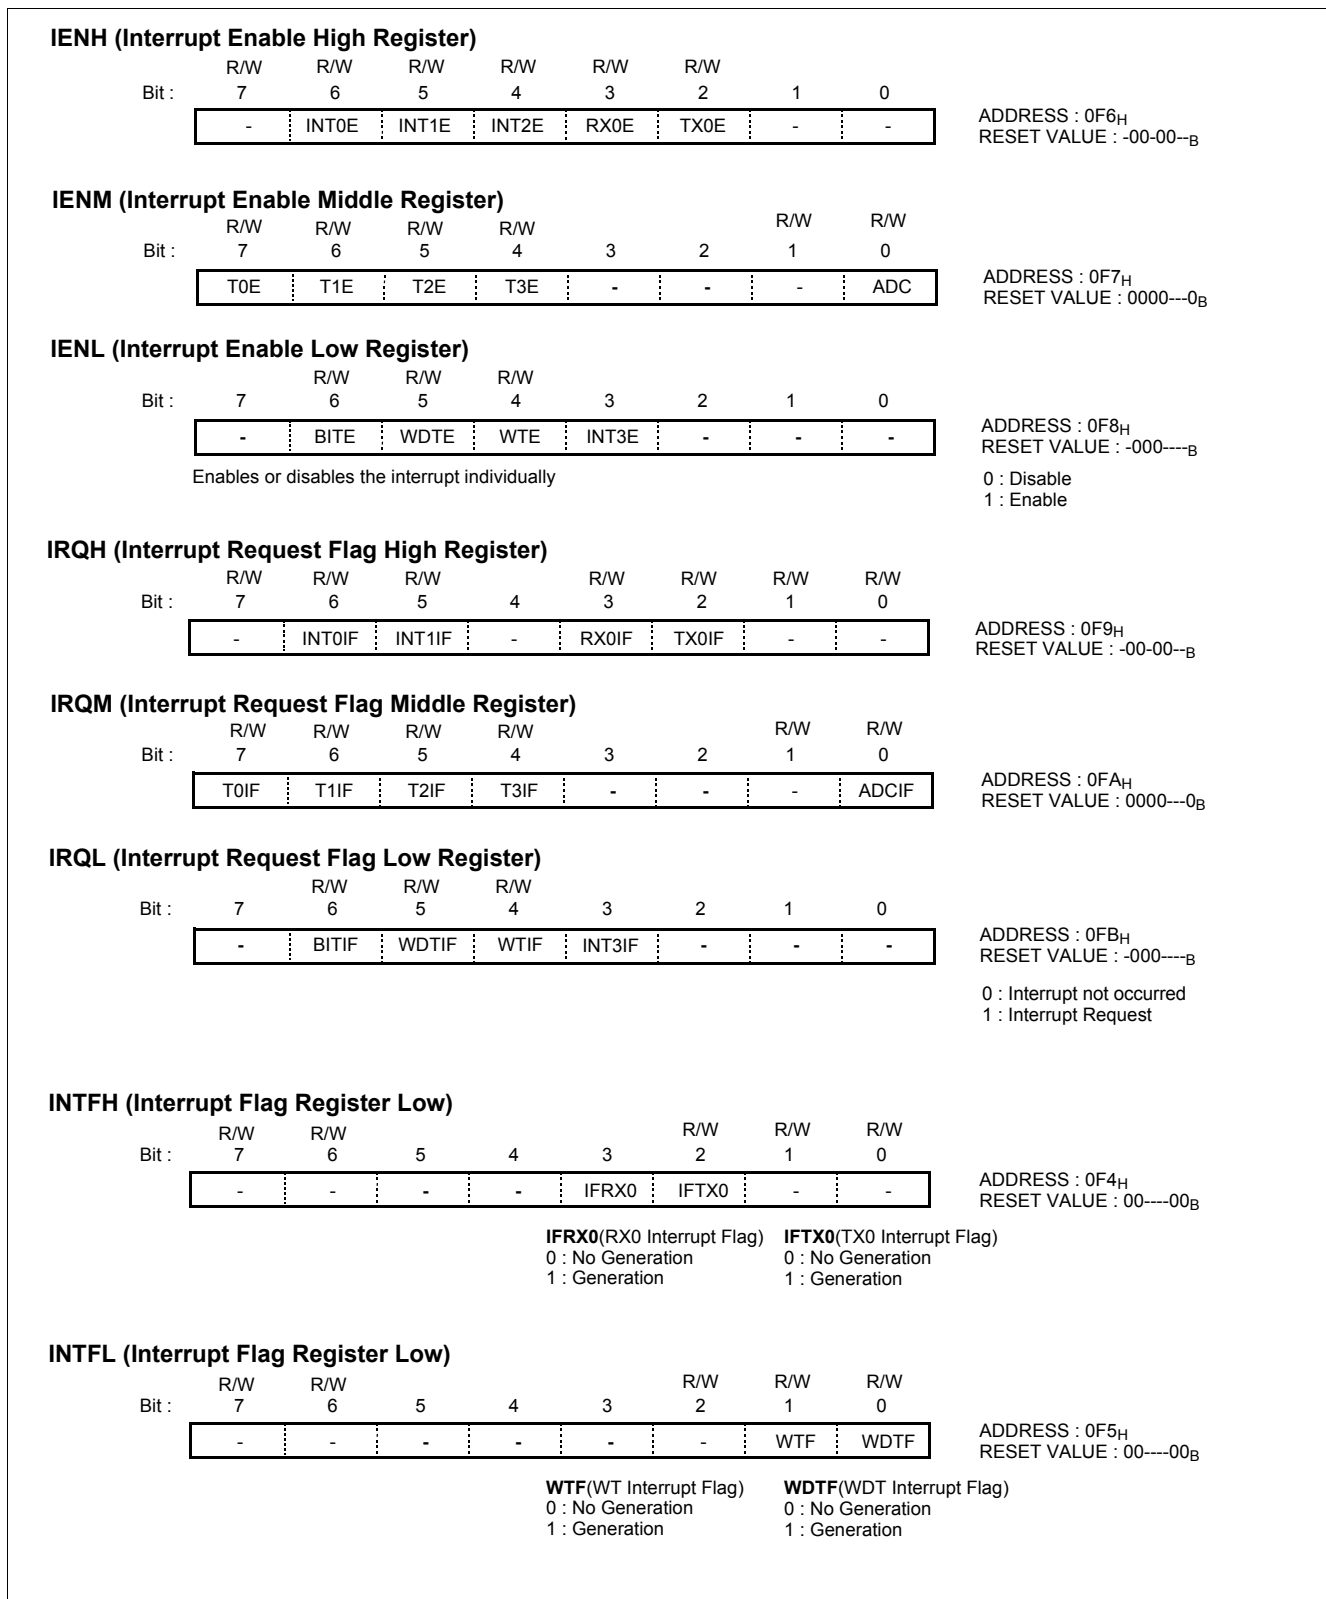 IENH (Interrupt Enable High Register)
R/W R/W R/W R/W R/W R/W
Bit : 7 6 5 4 3 2 1 0
- INT0E INT1E INT2E RX0E TX0E - -
ADDRESS : 0F6H
RESET VALUE : -00-00--B
IENM (Interrupt Enable Middle Register)
R/W R/W R/W R/W R/W R/W
Bit : 7 6 5 4 3 2 1 0
T0E T1E T2E T3E - - - ADC
ADDRESS : 0F7H
RESET VALUE : 0000---0B
IENL (Interrupt Enable Low Register)
R/W R/W R/W
Bit : 7 6 5 4 3 2 1 0
- BITE WDTE WTE INT3E - - -
ADDRESS : 0F8H
RESET VALUE : -000----B
Enables or disables the interrupt individually
0 : Disable
1 : Enable
IRQH (Interrupt Request Flag High Register)
R/W R/W R/W R/W R/W R/W R/W
Bit : 7 6 5 4 3 2 1 0
- INT0IF INT1IF - RX0IF TX0IF - -
ADDRESS : 0F9H
RESET VALUE : -00-00--B
IRQM (Interrupt Request Flag Middle Register)
R/W R/W R/W R/W R/W R/W
Bit : 7 6 5 4 3 2 1 0
T0IF T1IF T2IF T3IF - - - ADCIF
ADDRESS : 0FAH
RESET VALUE : 0000---0B
IRQL (Interrupt Request Flag Low Register)
R/W R/W R/W
Bit : 7 6 5 4 3 2 1 0
- BITIF WDTIF WTIF INT3IF - - -
ADDRESS : 0FBH
RESET VALUE : -000----B
0 : Interrupt not occurred
1 : Interrupt Request
INTFH (Interrupt Flag Register Low)
R/W R/W R/W R/W R/W
Bit : 7 6 5 4 3 2 1 0
- - - - IFRX0 IFTX0 - -
ADDRESS : 0F4H
RESET VALUE : 00----00B
IFRX0(RX0 Interrupt Flag) IFTX0(TX0 Interrupt Flag)
0 : No Generation 0 : No Generation
1 : Generation 1 : Generation
INTFL (Interrupt Flag Register Low)
R/W R/W R/W R/W R/W
Bit : 7 6 5 4 3 2 1 0
- - - - - - WTF WDTF
ADDRESS : 0F5H
RESET VALUE : 00----00B
WTF(WT Interrupt Flag) WDTF(WDT Interrupt Flag)
0 : No Generation 0 : No Generation
1 : Generation 1 : Generation